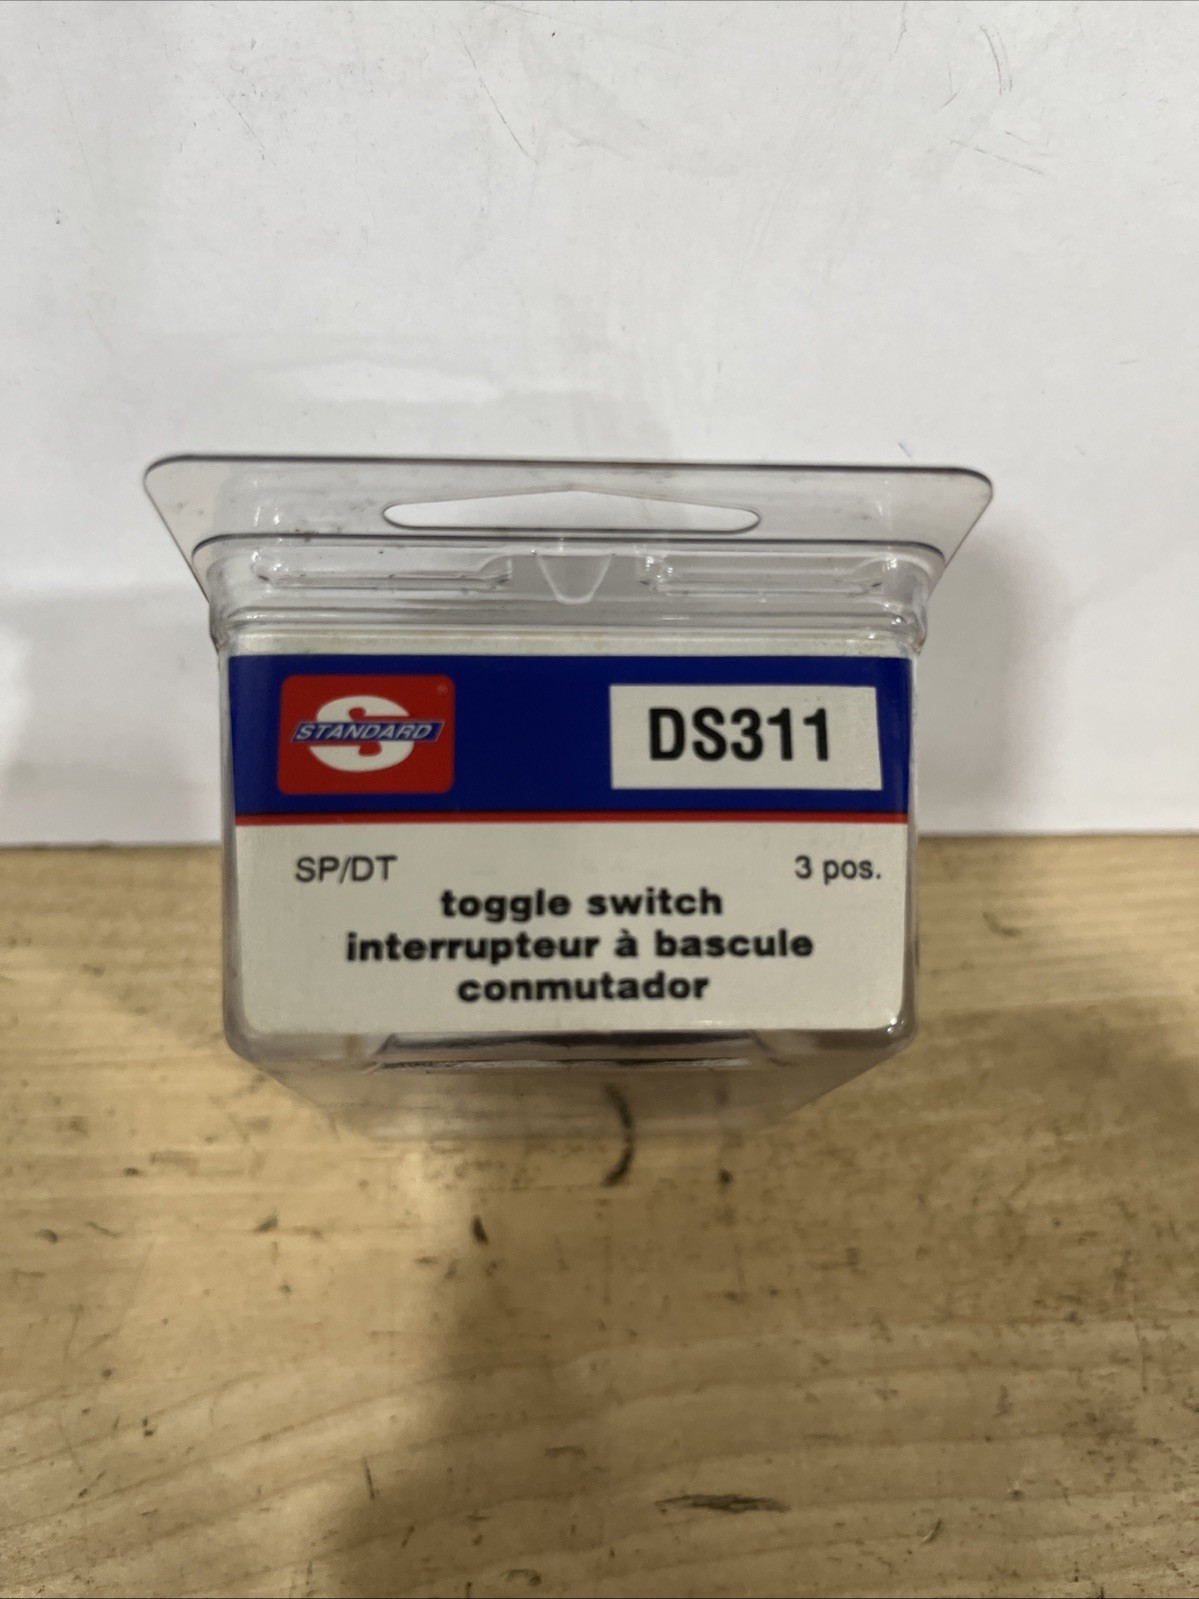 STANDARD
DS311
SP/DT 3 pos.
toggle switch
interrupteur à bascule
conmutador